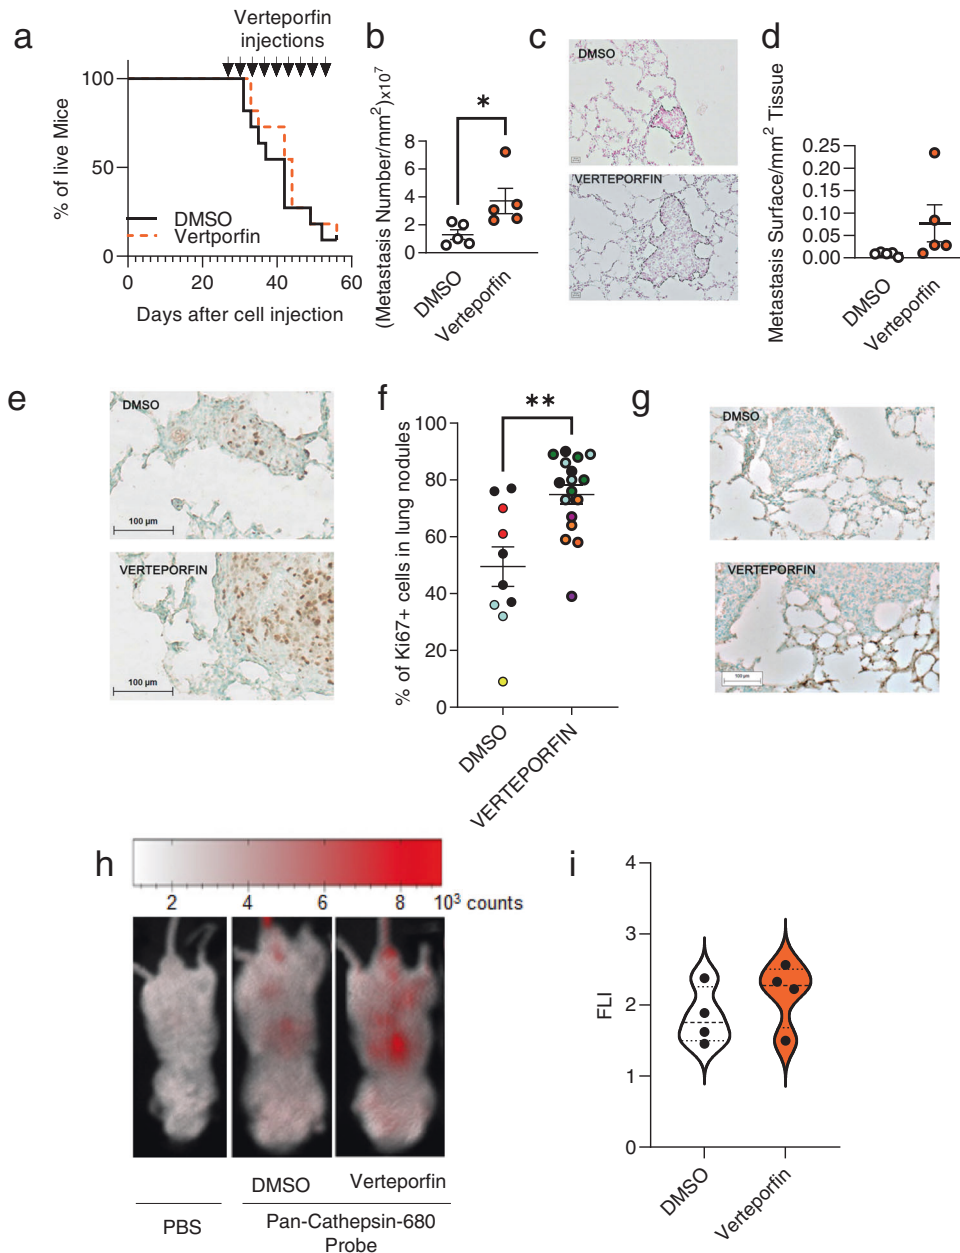 a
Verteporfin
injections
% of live Mice
100
50
0
0 20 40 60
DMSO
Vertporfin
Days after cell injection
b
(Metastasis Number/mm²)x10⁷
*
8
6
4
2
0
DMSO
Verteporfin
c
DMSO
VERTEPORFIN
d
Metastasis Surface/mm² Tissue
0.25
0.20
0.15
0.10
0.05
0.00
DMSO
Verteporfin
e
DMSO
100 µm
VERTEPORFIN
100 µm
f
% of Ki67+ cells in lung nodules
**
100
80
60
40
20
0
DMSO
VERTEPORFIN
g
DMSO
VERTEPORFIN
100 µm
h
2 4 6 8 10³ counts
DMSO
Verteporfin
PBS
Pan-Cathepsin-680
Probe
i
FLI
4
3
2
1
0
DMSO
Verteporfin